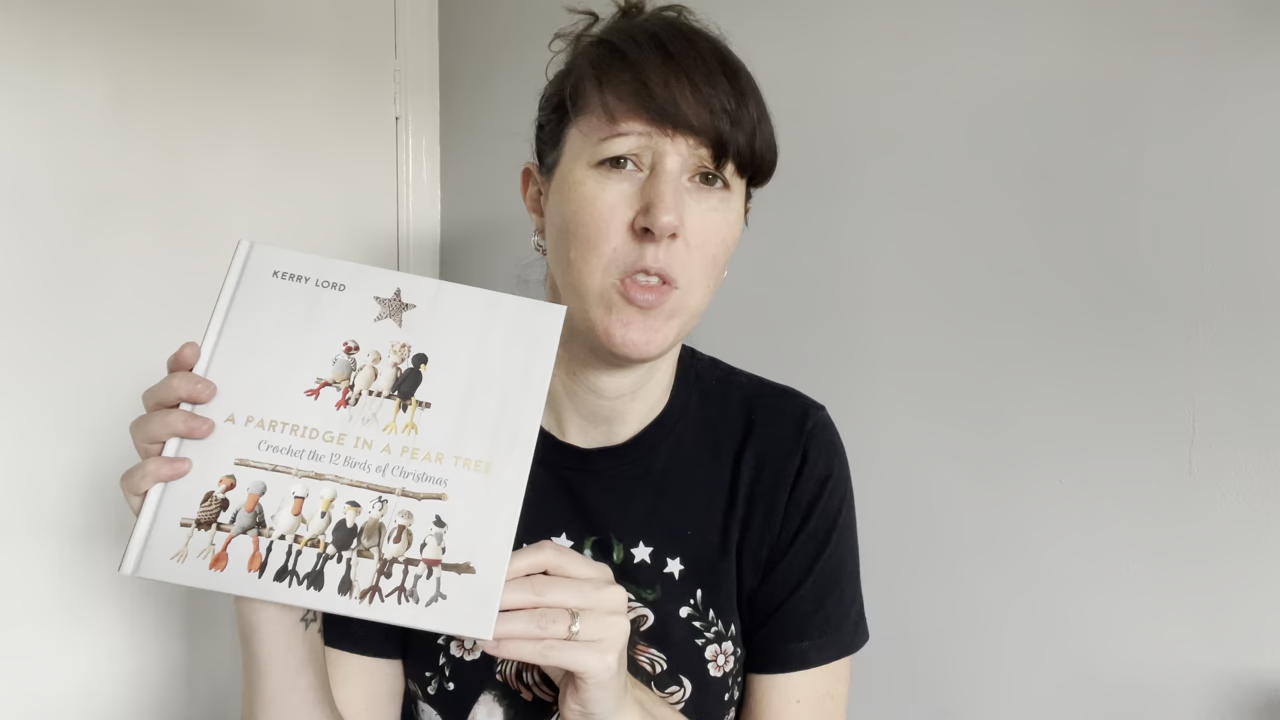 KERRY LORD
A PARTRIDGE IN A PEAR TREE
Crochet the 12 Birds of Christmas